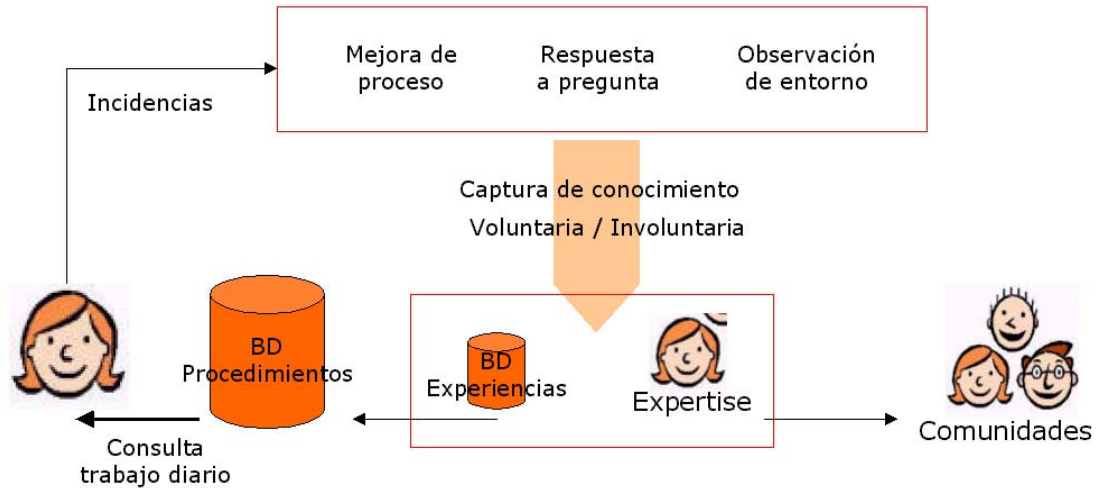 Mejora de
proceso
Respuesta
a pregunta
Observación
de entorno
Incidencias
Captura de conocimiento
Voluntaria / Involuntaria
BD
Procedimientos
BD
Experiencias
Expertise
Comunidades
Consulta
trabajo diario